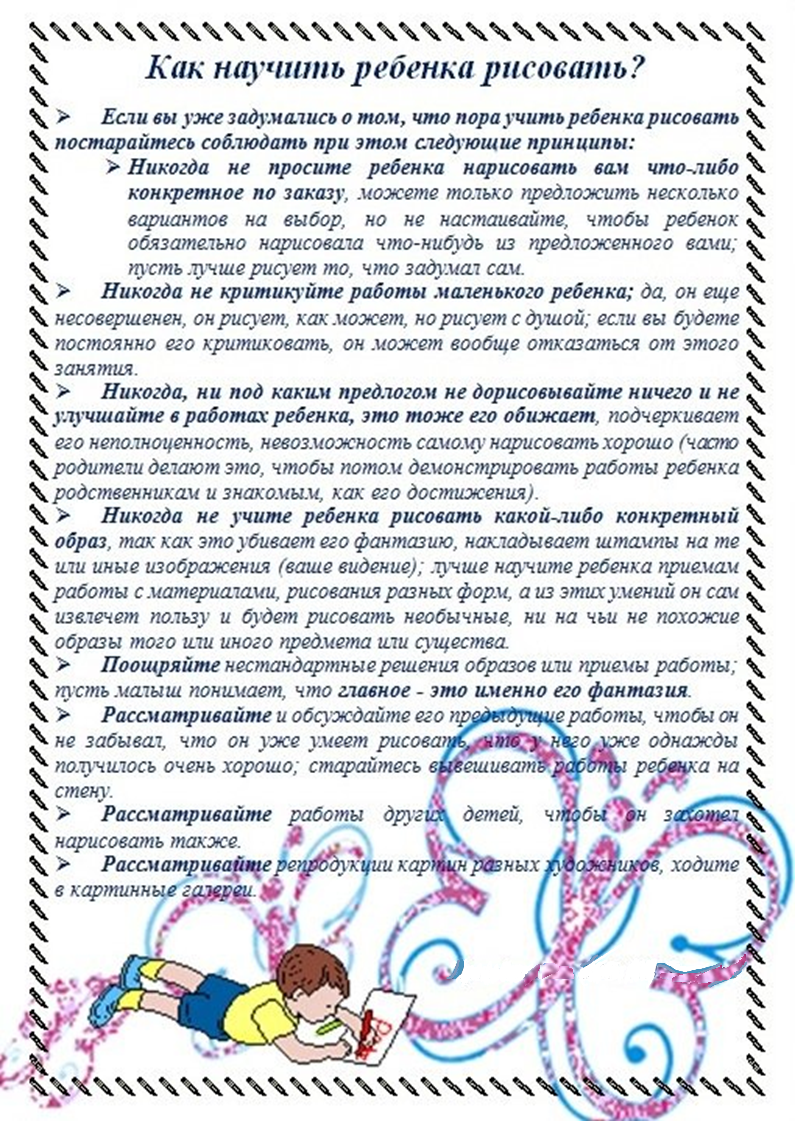 Как научить ребенка рисовать?
➢ Если вы уже задумались о том, что пора учить ребенка рисовать
постарайтесь соблюдать при этом следующие принципы:
➢ Никогда не просите ребенка нарисовать вам что-либо
конкретное по заказу, можете только предложить несколько
вариантов на выбор, но не настаивайте, чтобы ребенок
обязательно нарисовала что-нибудь из предложенного вами;
пусть лучше рисует то, что задумал сам.
➢ Никогда не критикуйте работы маленького ребенка; да, он еще
несовершенен, он рисует, как может, но рисует с душой; если вы будете
постоянно его критиковать, он может вообще отказаться от этого
занятия.
➢ Никогда, ни под каким предлогом не дорисовывайте ничего и не
улучшайте в работах ребенка, это тоже его обижает, подчеркивает
его неполноценность, невозможность самому нарисовать хорошо (часто
родители делают это, чтобы потом демонстрировать работы ребенка
родственникам и знакомым, как его достижения).
➢ Никогда не учите ребенка рисовать какой-либо конкретный
образ, так как это убивает его фантазию, накладывает штампы на те
или иные изображения (ваше видение); лучше научите ребенка приемам
работы с материалами, рисования разных форм, а из этих умений он сам
извлечет пользу и будет рисовать необычные, ни на чьи не похожие
образы того или иного предмета или существа.
➢ Поощряйте нестандартные решения образов или приемы работы;
пусть малыш понимает, что главное - это именно его фантазия.
➢ Рассматривайте и обсуждайте его предыдущие работы, чтобы он
не забывал, что он уже умеет рисовать, что у него уже однажды
получилось очень хорошо; старайтесь вывешивать работы ребенка на
стену.
➢ Рассматривайте работы других детей, чтобы он захотел
нарисовать также.
➢ Рассматривайте репродукции картин разных художников, ходите
в картинные галереи.